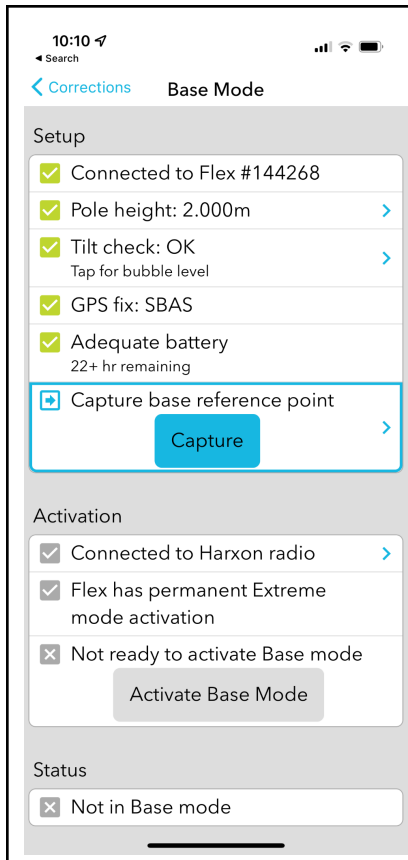 10:10
◄ Search
Corrections
Base Mode
Setup
Connected to Flex #144268
Pole height: 2.000m
Tilt check: OK
Tap for bubble level
GPS fix: SBAS
Adequate battery
22+ hr remaining
Capture base reference point
Capture
Activation
Connected to Harxon radio
Flex has permanent Extreme
mode activation
Not ready to activate Base mode
Activate Base Mode
Status
Not in Base mode